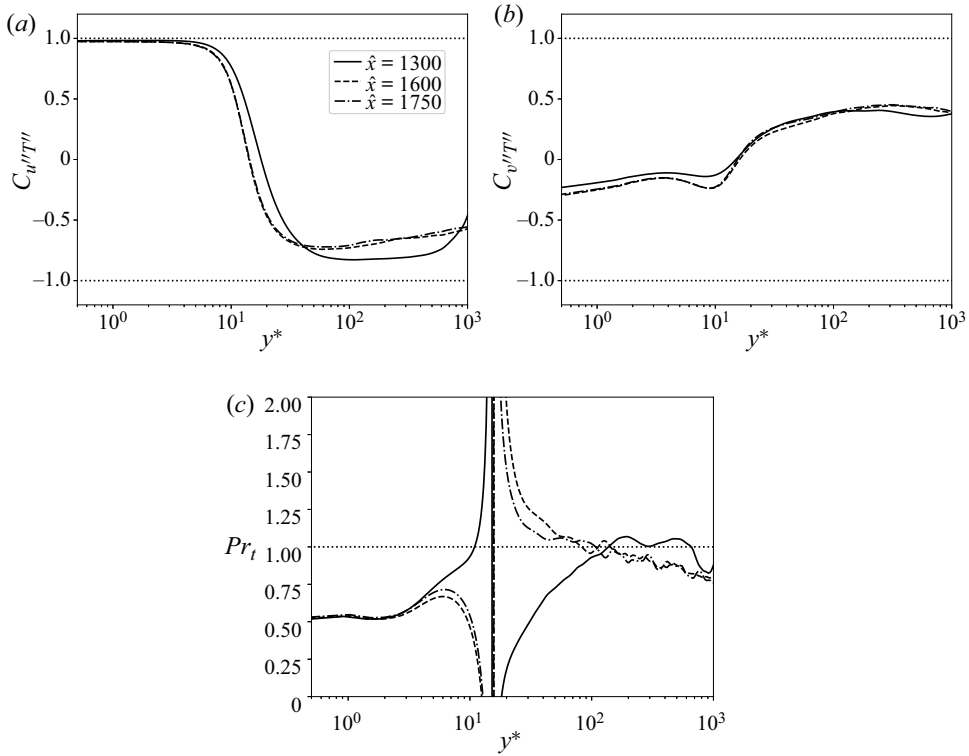 (a)
1.0
0.5
0
–0.5
–1.0
C_{u″T″}
x̂ = 1300
x̂ = 1600
x̂ = 1750
10^0 10^1 10^2 10^3
y*
(b)
1.0
0.5
0
–0.5
–1.0
C_{v″T″}
10^0 10^1 10^2 10^3
y*
(c)
2.00
1.75
1.50
1.25
1.00
0.75
0.50
0.25
0
Pr_t
10^0 10^1 10^2 10^3
y*